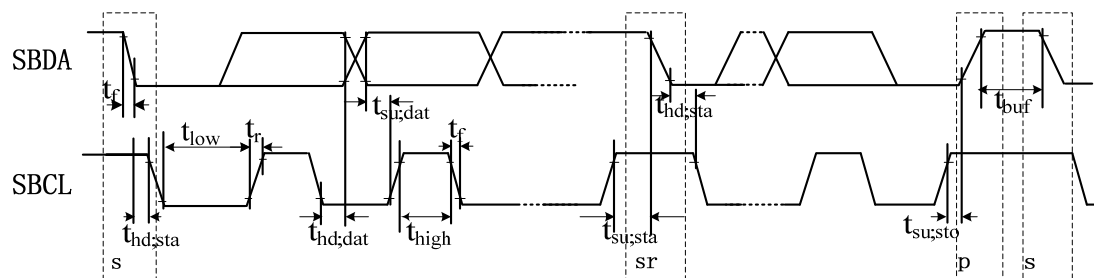 SBDA
t_f
t_su;dat
t_hd;sta
t_buf
t_low
t_r
t_f
SBCL
t_hd;sta
t_hd;dat
t_high
t_su;sta
t_su;sto
s
sr
p
s